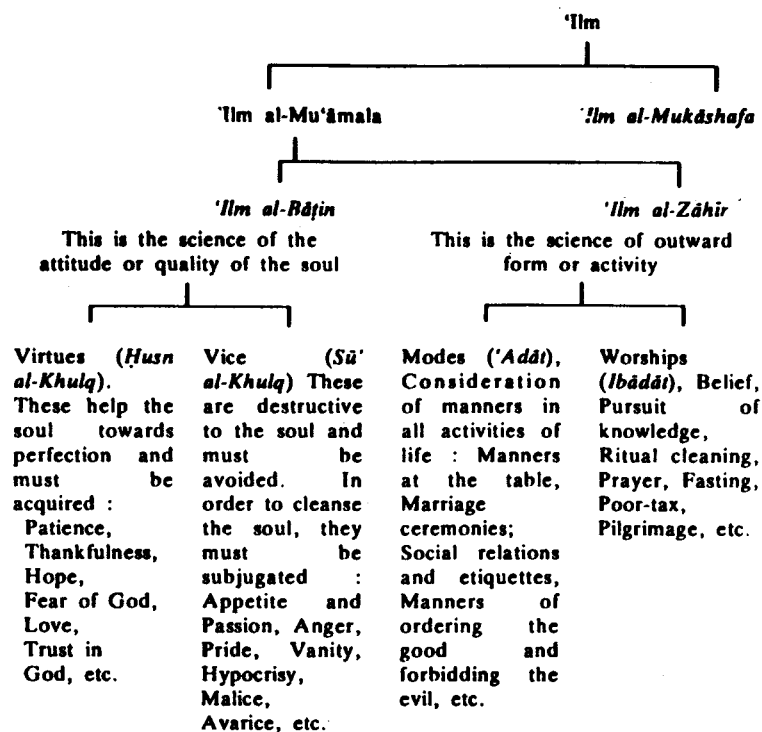 'Ilm
'Ilm al-Mu'āmala
'Ilm al-Mukāshafa
'Ilm al-Bāṭin
This is the science of the
attitude or quality of the soul
'Ilm al-Zāhir
This is the science of outward
form or activity
Virtues (Ḥusn
al-Khulq).
These help the
soul towards
perfection and
must be
acquired :
Patience,
Thankfulness,
Hope,
Fear of God,
Love,
Trust in
God, etc.
Vice (Sū'
al-Khulq) These
are destructive
to the soul and
must be
avoided. In
order to cleanse
the soul, they
must be
subjugated :
Appetite and
Passion, Anger,
Pride, Vanity,
Hypocrisy,
Malice,
Avarice, etc.
Modes ('Adāt),
Consideration
of manners in
all activities of
life : Manners
at the table,
Marriage
ceremonies;
Social relations
and etiquettes,
Manners of
ordering the
good and
forbidding the
evil, etc.
Worships
(Ibādāt), Belief,
Pursuit of
knowledge,
Ritual cleaning,
Prayer, Fasting,
Poor-tax,
Pilgrimage, etc.